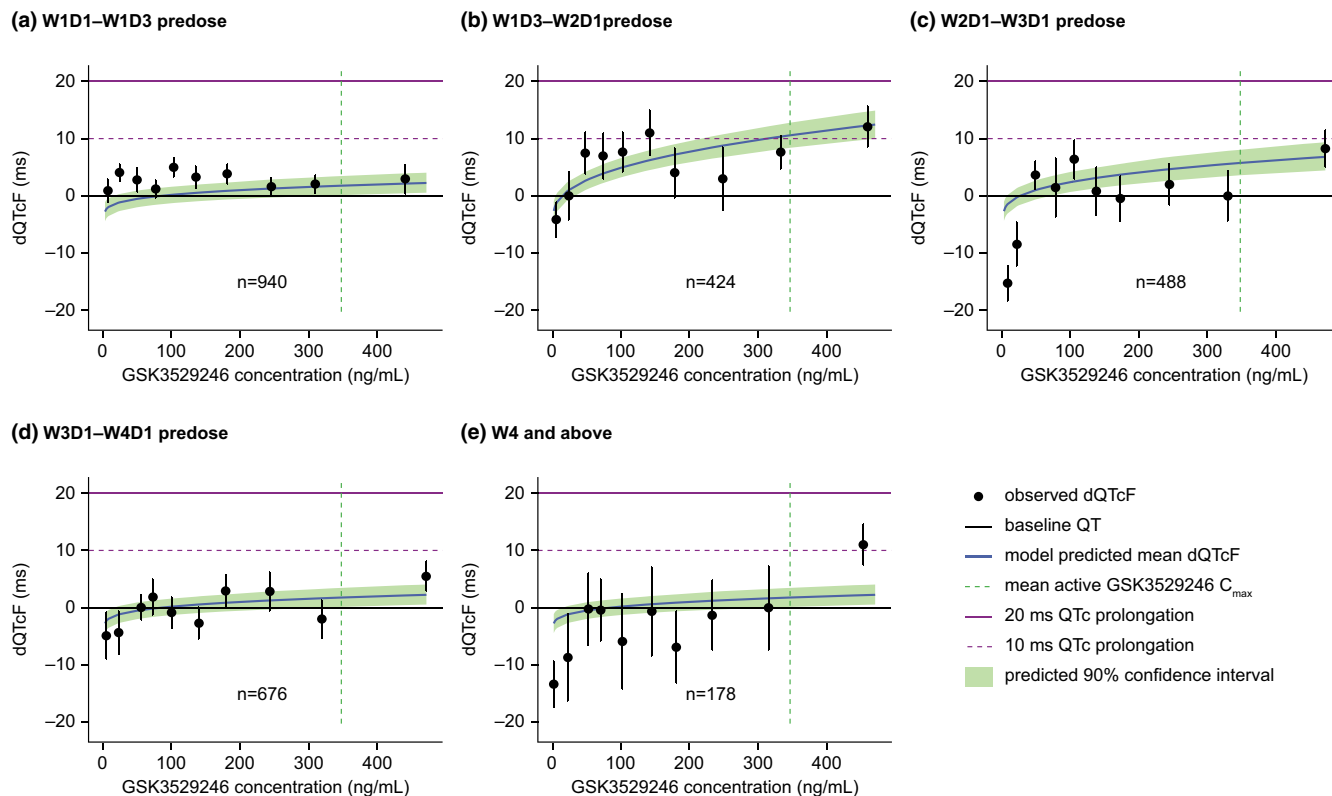 (a) W1D1–W1D3 predose
20
10
0
–10
–20
dQTcF (ms)
n=940
0 100 200 300 400
GSK3529246 concentration (ng/mL)
(b) W1D3–W2D1predose
20
10
0
–10
–20
dQTcF (ms)
n=424
0 100 200 300 400
GSK3529246 concentration (ng/mL)
(c) W2D1–W3D1 predose
20
10
0
–10
–20
dQTcF (ms)
n=488
0 100 200 300 400
GSK3529246 concentration (ng/mL)
(d) W3D1–W4D1 predose
20
10
0
–10
–20
dQTcF (ms)
n=676
0 100 200 300 400
GSK3529246 concentration (ng/mL)
(e) W4 and above
20
10
0
–10
–20
dQTcF (ms)
n=178
0 100 200 300 400
GSK3529246 concentration (ng/mL)
observed dQTcF
baseline QT
model predicted mean dQTcF
mean active GSK3529246 Cmax
20 ms QTc prolongation
10 ms QTc prolongation
predicted 90% confidence interval